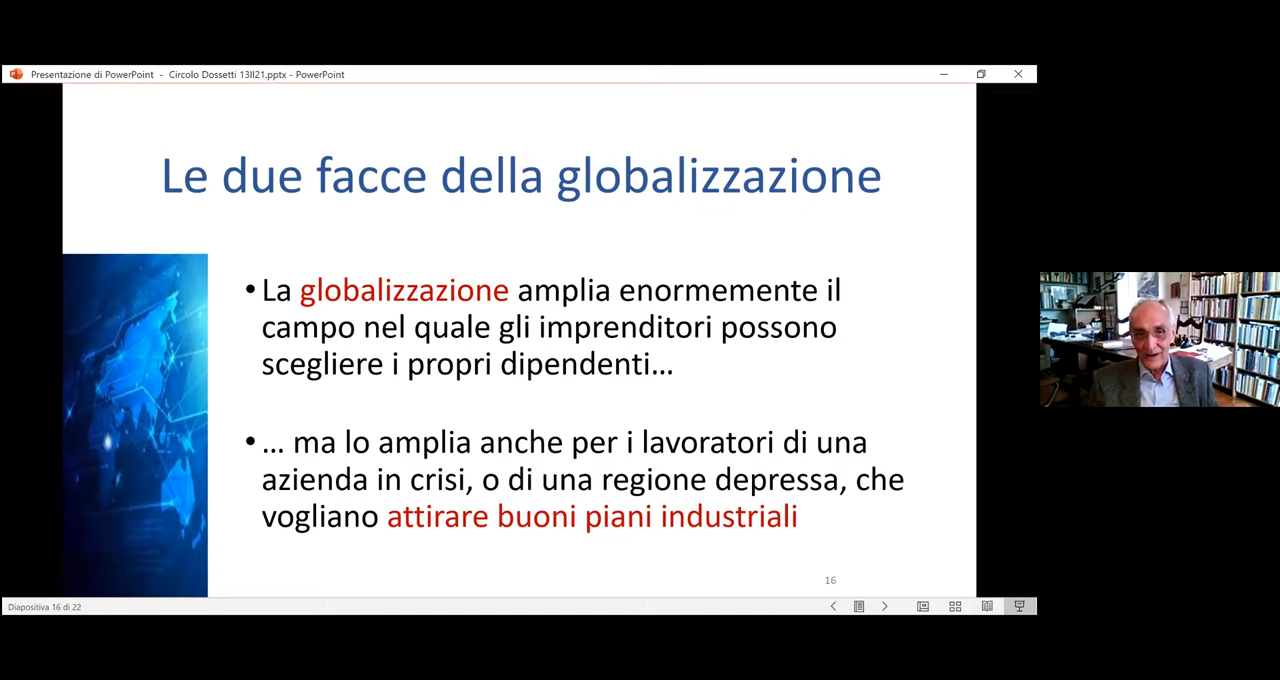 Presentazione di PowerPoint - Circolo Dossetti 13II21.pptx - PowerPoint
Le due facce della globalizzazione
• La globalizzazione amplia enormemente il
campo nel quale gli imprenditori possono
scegliere i propri dipendenti…
• … ma lo amplia anche per i lavoratori di una
azienda in crisi, o di una regione depressa, che
vogliano attirare buoni piani industriali
16
Diapositiva 16 di 22